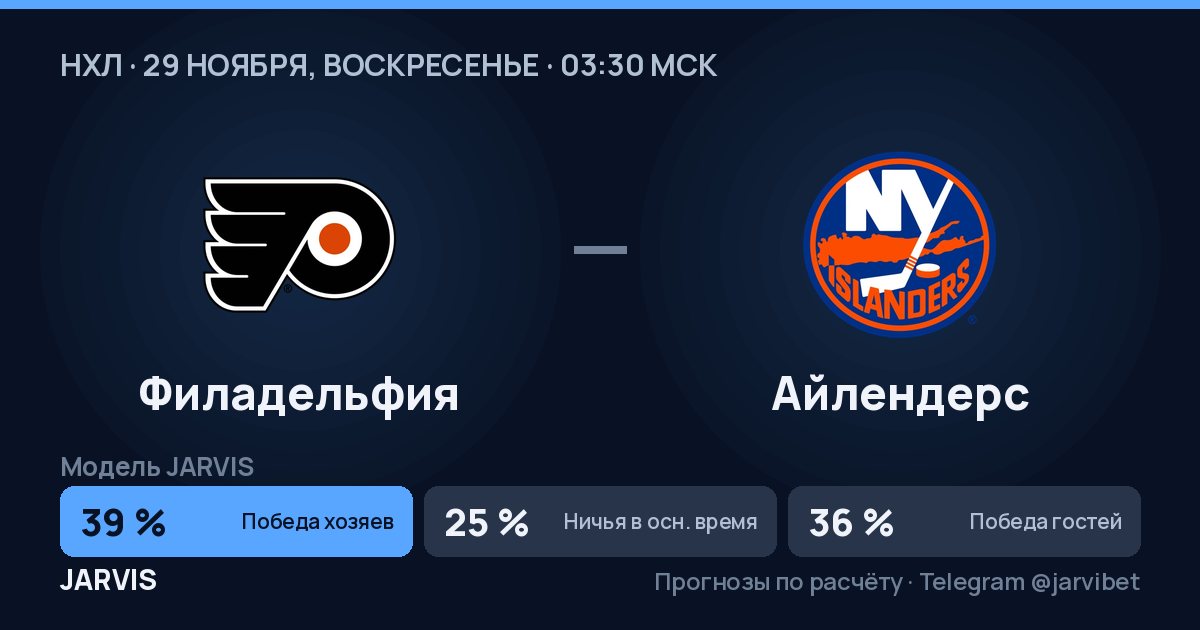 НХЛ · 29 НОЯБРЯ, ВОСКРЕСЕНЬЕ · 03:30 МСК
NY
ISLANDERS
®
®
Филадельфия
Айлендерс
Модель JARVIS
39 % Победа хозяев
25 % Ничья в осн. время
36 % Победа гостей
JARVIS
Прогнозы по расчёту · Telegram @jarvibet